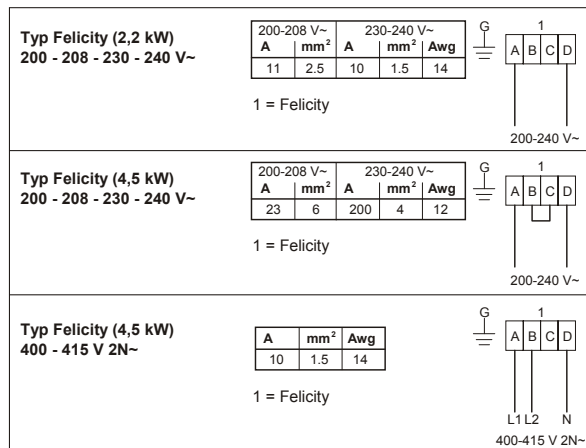 Typ Felicity (2,2 kW)
200 - 208 - 230 - 240 V~
200-208 V~ 230-240 V~
A mm² A mm² Awg
11 2.5 10 1.5 14
1 = Felicity
G 1
A B C D
200-240 V~
Typ Felicity (4,5 kW)
200 - 208 - 230 - 240 V~
200-208 V~ 230-240 V~
A mm² A mm² Awg
23 6 200 4 12
1 = Felicity
G 1
A B C D
200-240 V~
Typ Felicity (4,5 kW)
400 - 415 V 2N~
A mm² Awg
10 1.5 14
1 = Felicity
G 1
A B C D
L1 L2 N
400-415 V 2N~